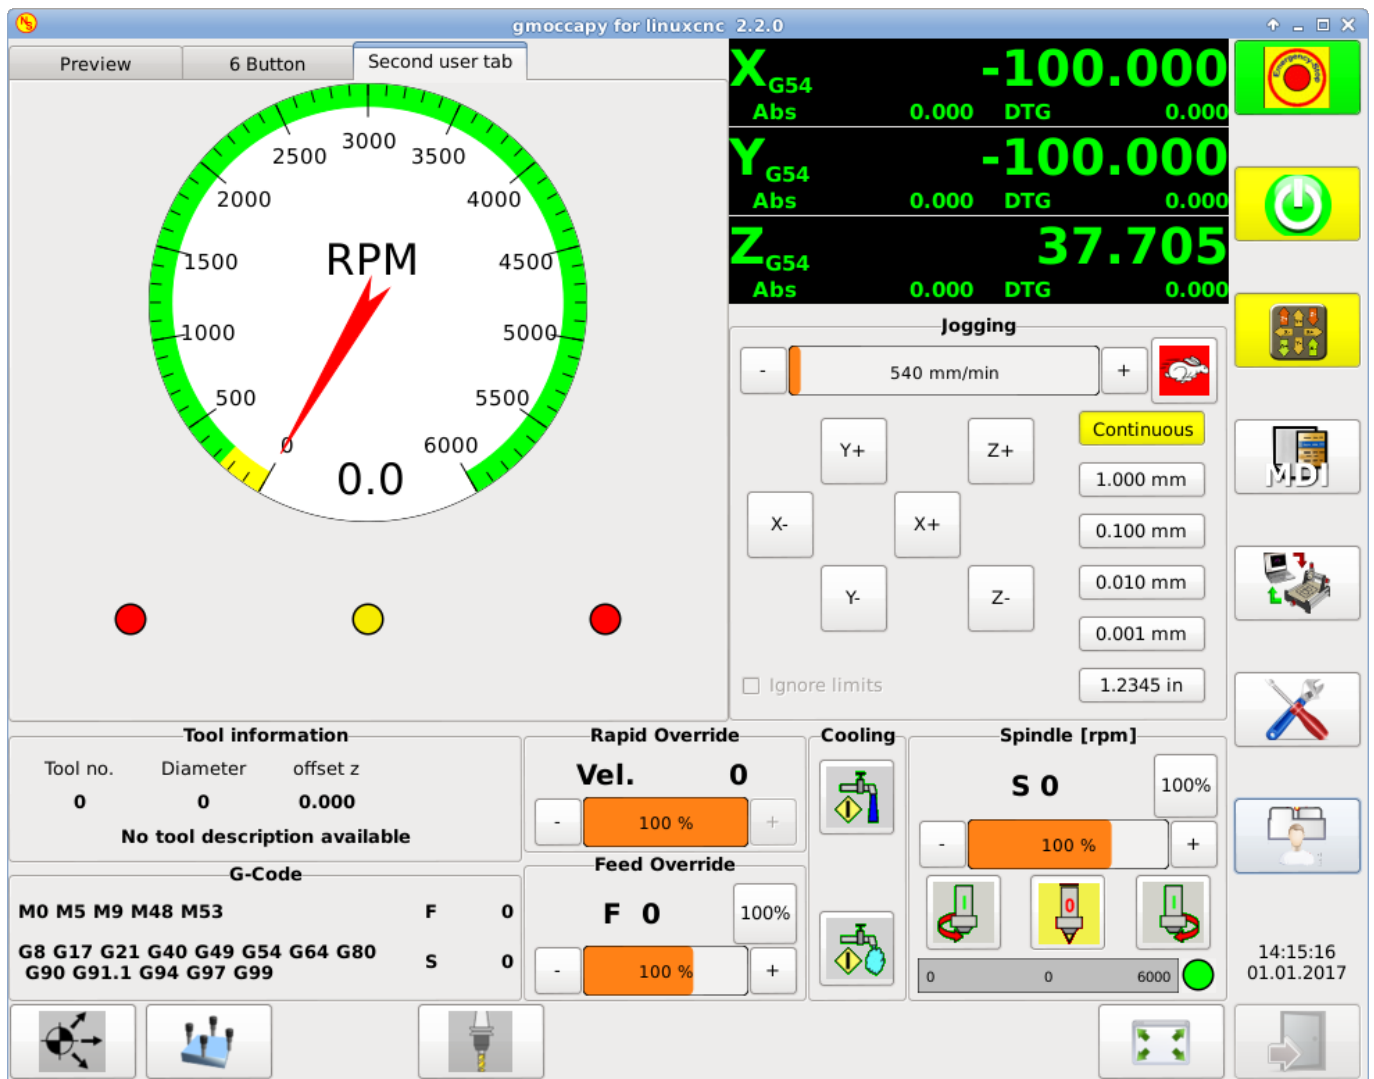 gmoccapy for linuxcnc 2.2.0
Preview
6 Button
Second user tab
3000
2500
3500
2000
4000
RPM
1500
4500
1000
5000
500
5500
0
6000
0.0
X G54 -100.000
Abs 0.000 DTG 0.000
Y G54 -100.000
Abs 0.000 DTG 0.000
Z G54 37.705
Abs 0.000 DTG 0.000
Emergency-Stop
Jogging
- 540 mm/min +
Continuous
Y+
Z+
1.000 mm
MDI
X-
X+
0.100 mm
0.010 mm
Y-
Z-
0.001 mm
Ignore limits
1.2345 in
Tool information
Tool no. Diameter offset z
0 0 0.000
No tool description available
G-Code
M0 M5 M9 M48 M53
F 0
G8 G17 G21 G40 G49 G54 G64 G80
G90 G91.1 G94 G97 G99
S 0
Rapid Override
Vel. 0
- 100 % +
Feed Override
F 0
100%
- 100 % +
Cooling
Spindle [rpm]
S 0
100%
- 100 % +
I
0
I
0 0 6000
14:15:16
01.01.2017